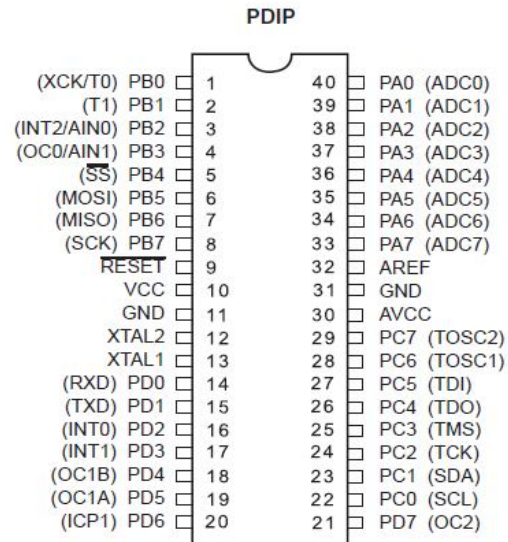 PDIP
(XCK/T0) PB0 1 40 PA0 (ADC0)
(T1) PB1 2 39 PA1 (ADC1)
(INT2/AIN0) PB2 3 38 PA2 (ADC2)
(OC0/AIN1) PB3 4 37 PA3 (ADC3)
(SS) PB4 5 36 PA4 (ADC4)
(MOSI) PB5 6 35 PA5 (ADC5)
(MISO) PB6 7 34 PA6 (ADC6)
(SCK) PB7 8 33 PA7 (ADC7)
RESET 9 32 AREF
VCC 10 31 GND
GND 11 30 AVCC
XTAL2 12 29 PC7 (TOSC2)
XTAL1 13 28 PC6 (TOSC1)
(RXD) PD0 14 27 PC5 (TDI)
(TXD) PD1 15 26 PC4 (TDO)
(INT0) PD2 16 25 PC3 (TMS)
(INT1) PD3 17 24 PC2 (TCK)
(OC1B) PD4 18 23 PC1 (SDA)
(OC1A) PD5 19 22 PC0 (SCL)
(ICP1) PD6 20 21 PD7 (OC2)